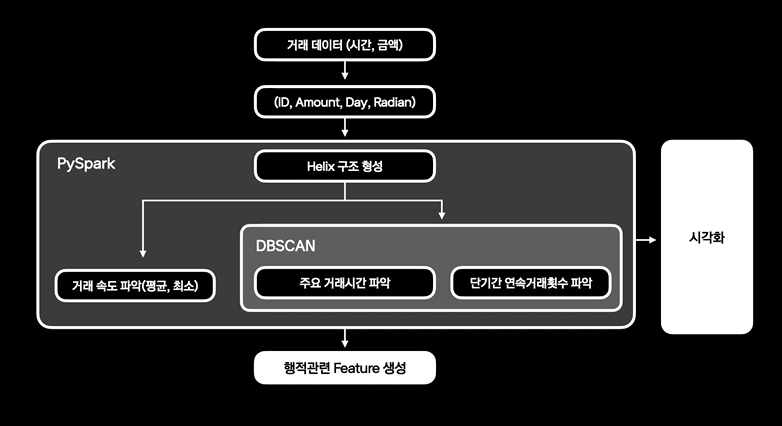 거래 데이터 (시간, 금액)
(ID, Amount, Day, Radian)
PySpark
Helix 구조 형성
DBSCAN
거래 속도 파악(평균, 최소)
주요 거래시간 파악
단기간 연속거래횟수 파악
시각화
행적관련 Feature 생성